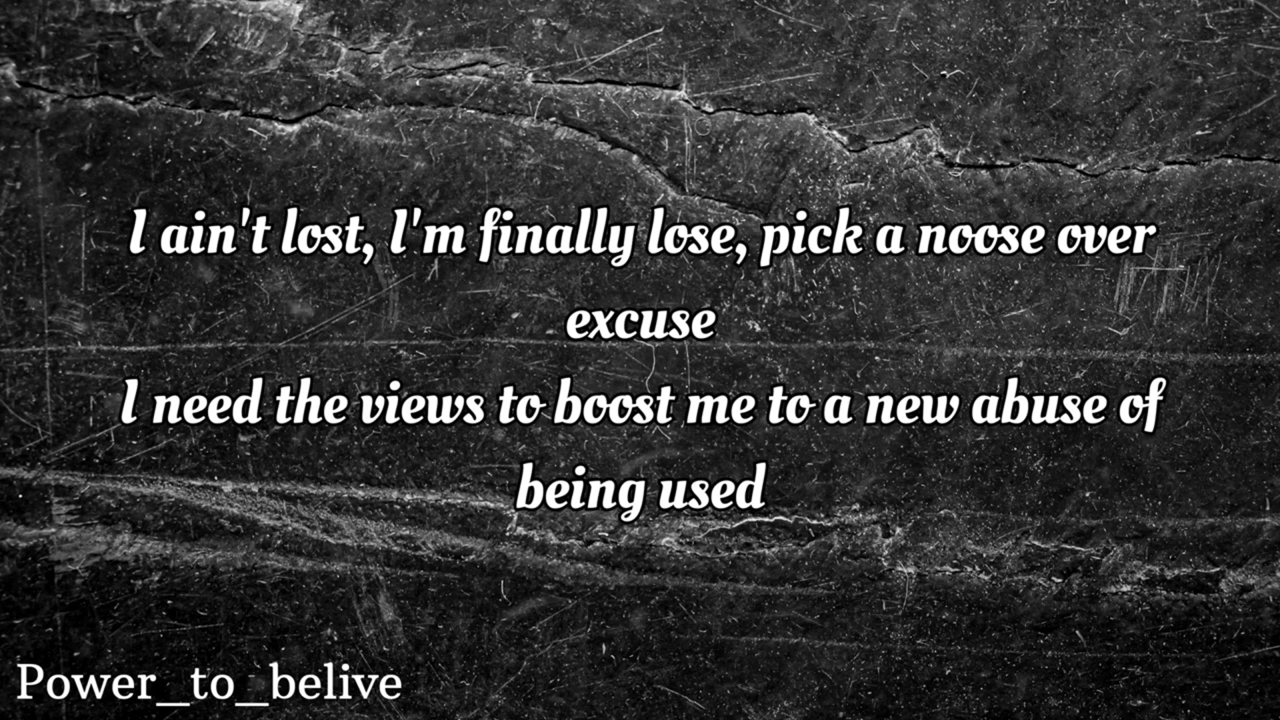 I ain't lost, I'm finally lose, pick a noose over
excuse
I need the views to boost me to a new abuse of
being used
Power_to_belive